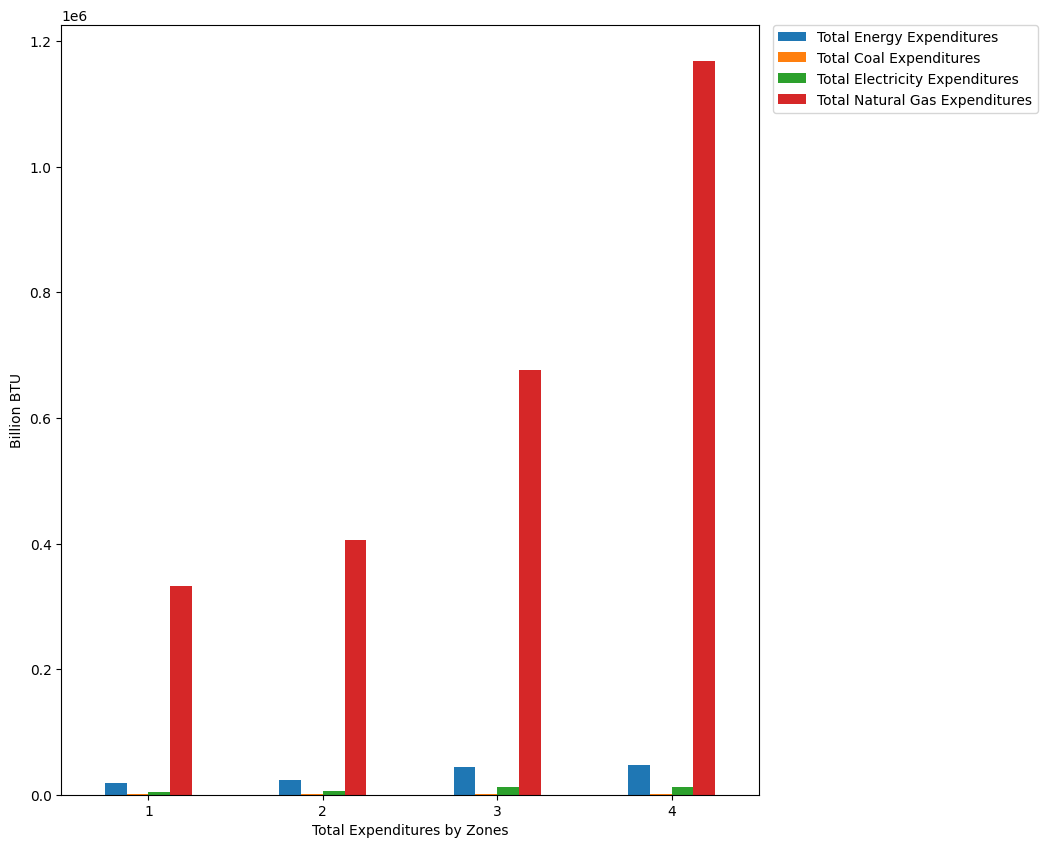 1e6
1.2
1.0
0.8
0.6
0.4
0.2
0.0
Billion BTU
1 2 3 4
Total Expenditures by Zones
Total Energy Expenditures
Total Coal Expenditures
Total Electricity Expenditures
Total Natural Gas Expenditures